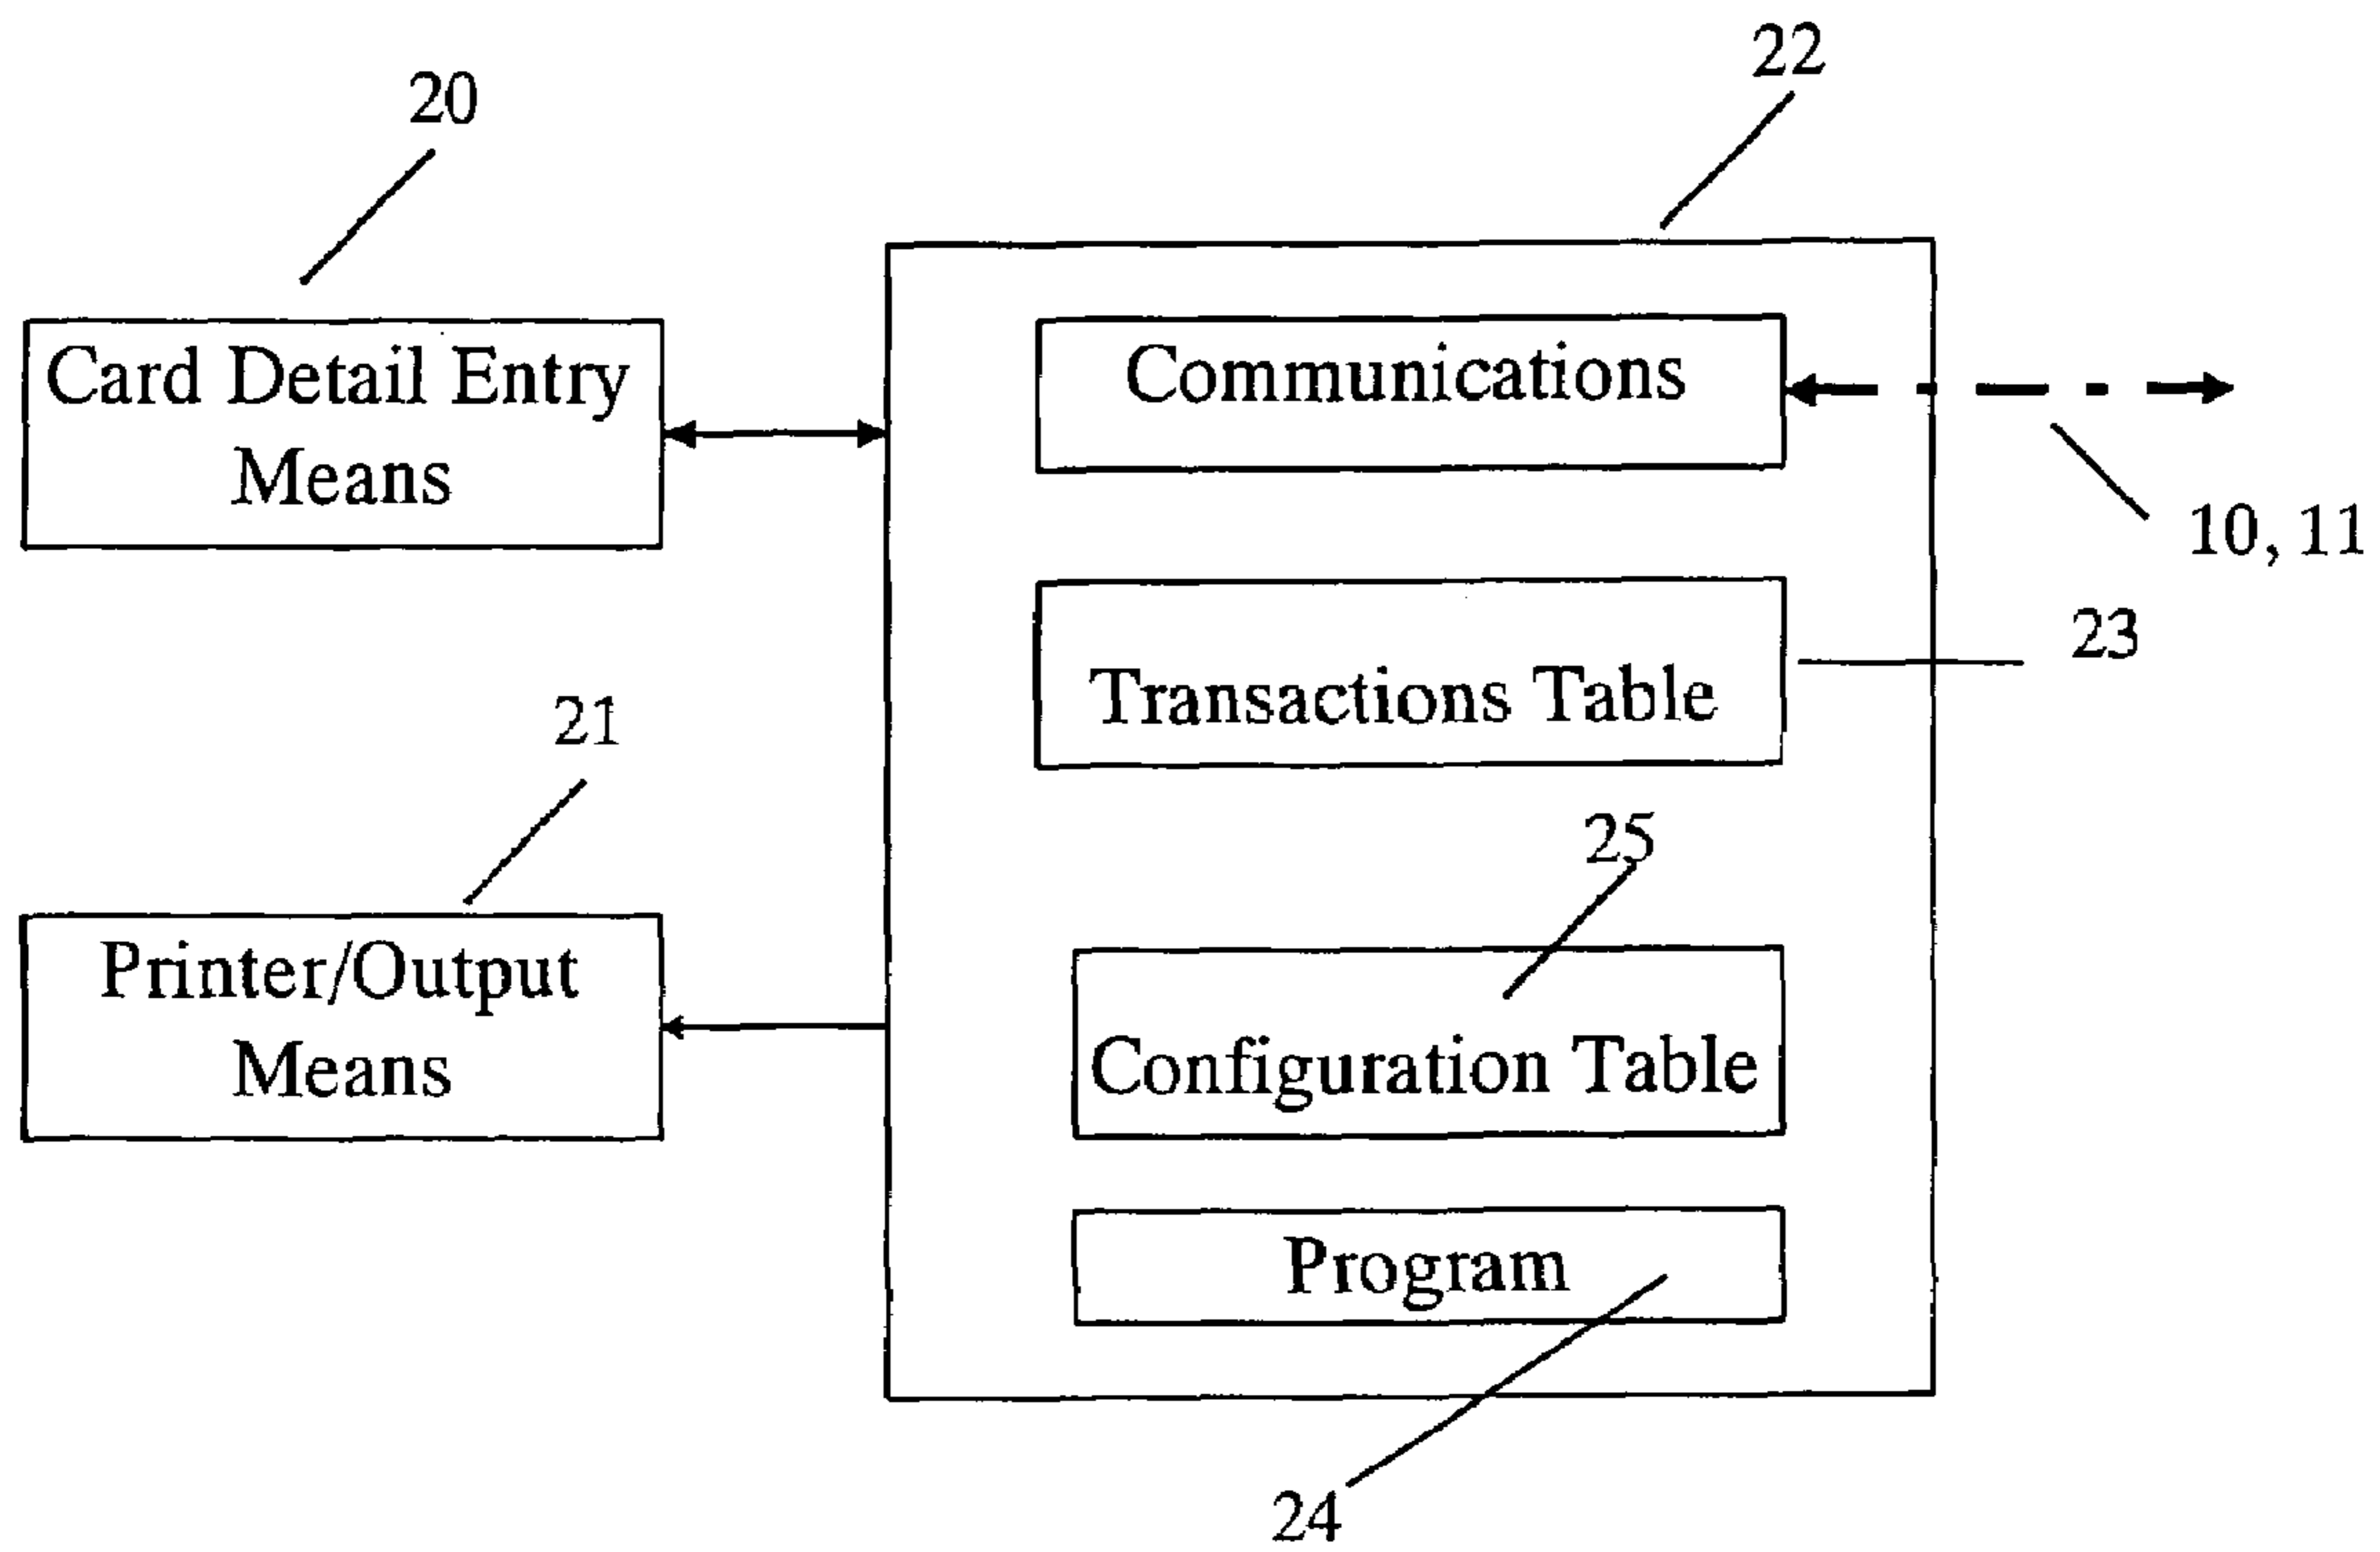 22
20
Card Detail Entry
Means
Communications
10, 11
23
Transactions Table
21
25
Printer/Output
Means
Configuration Table
Program
24